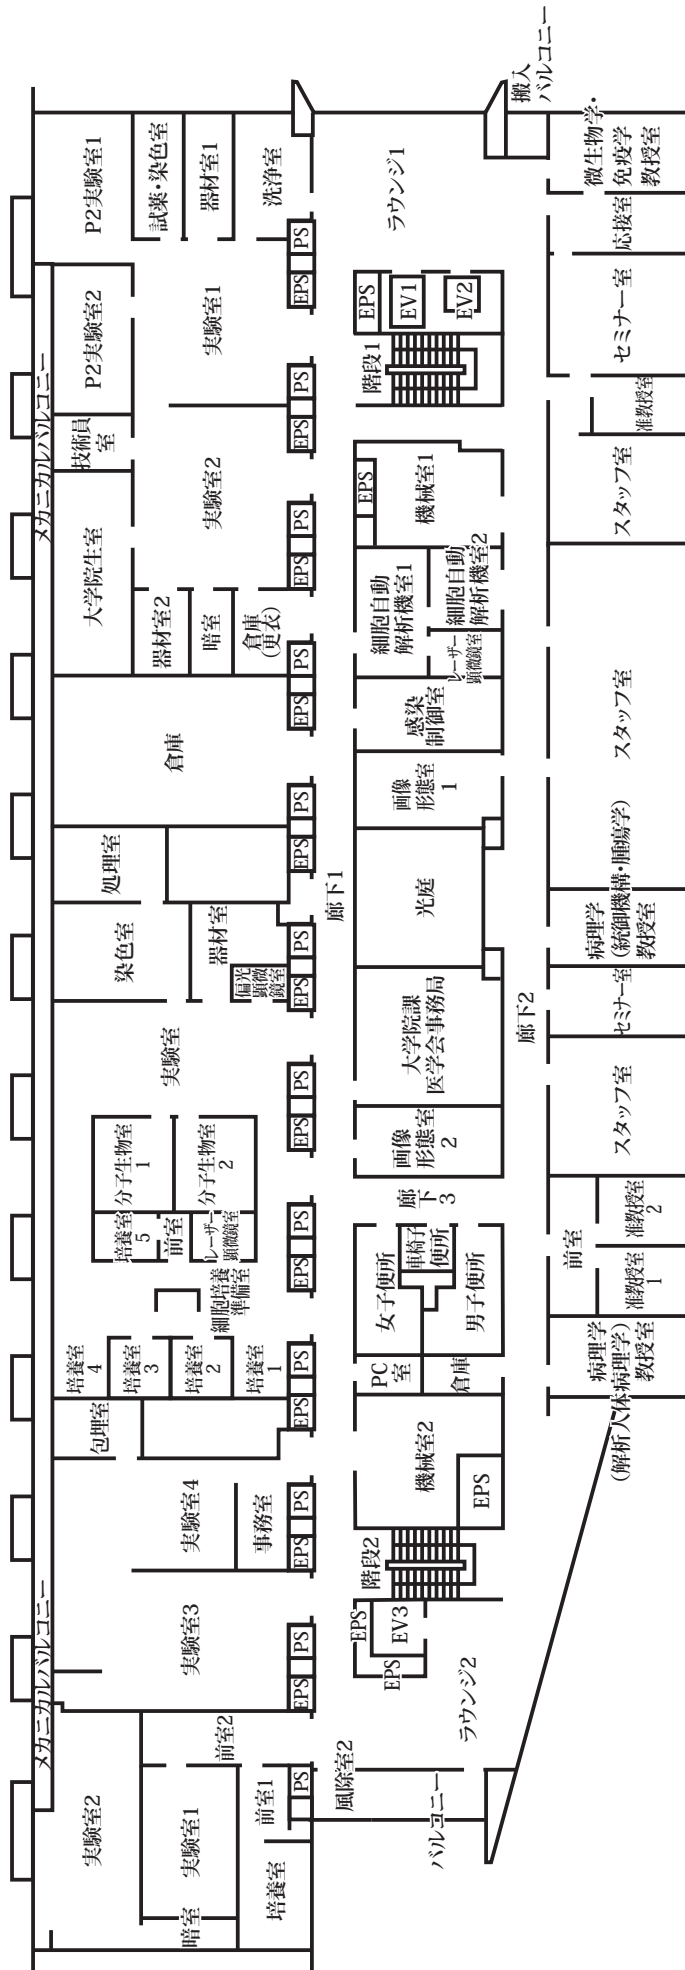 メカニカルバルコニー
メカニカルバルコニー
実験室2
実験室1
暗室
培養室
前室1
前室2
PS
実験室3
EPS
PS
実験室4
事務室
EPS
PS
包埋室
EPS
PS
培養室
4
培養室
3
培養室
2
培養室
1
細胞培養
準備室
培養室
5
前室
レーザー
顕微鏡室
分子生物室
1
分子生物室
2
EPS
PS
実験室
EPS
PS
染色室
器材室
偏光
顕微
鏡室
EPS
PS
処理室
EPS
PS
倉庫
EPS
PS
大学院生室
器材室2
暗室
倉庫
(更衣)
技術員
室
実験室2
EPS
PS
P2実験室2
EPS
PS
実験室1
EPS
PS
P2実験室1
試薬・染色室
器材室1
洗浄室
廊下1
風除室2
バルコニー
ラウンジ2
EPS
EPS
EV3
階段2
機械室2
EPS
PC
室
倉庫
女子便所
男子便所
車椅子
便所
廊
下
3
画像
形態室
2
大学院課
医学会事務局
光庭
画像
形態室
1
感染
制御室
細胞自動
解析機室1
レーザー
顕微鏡室
細胞自動
解析機室2
EPS
機械室1
階段1
EPS
EV1
EV2
ラウンジ1
搬入
バルコニー
廊下2
病理学
(解析人体病理学)
教授室
前室
准教授室
1
准教授室
2
スタッフ室
セミナー室
病理学
(統御機構・腫瘍学)
教授室
スタッフ室
スタッフ室
准教授室
セミナー室
応接室
微生物学・
免疫学
教授室